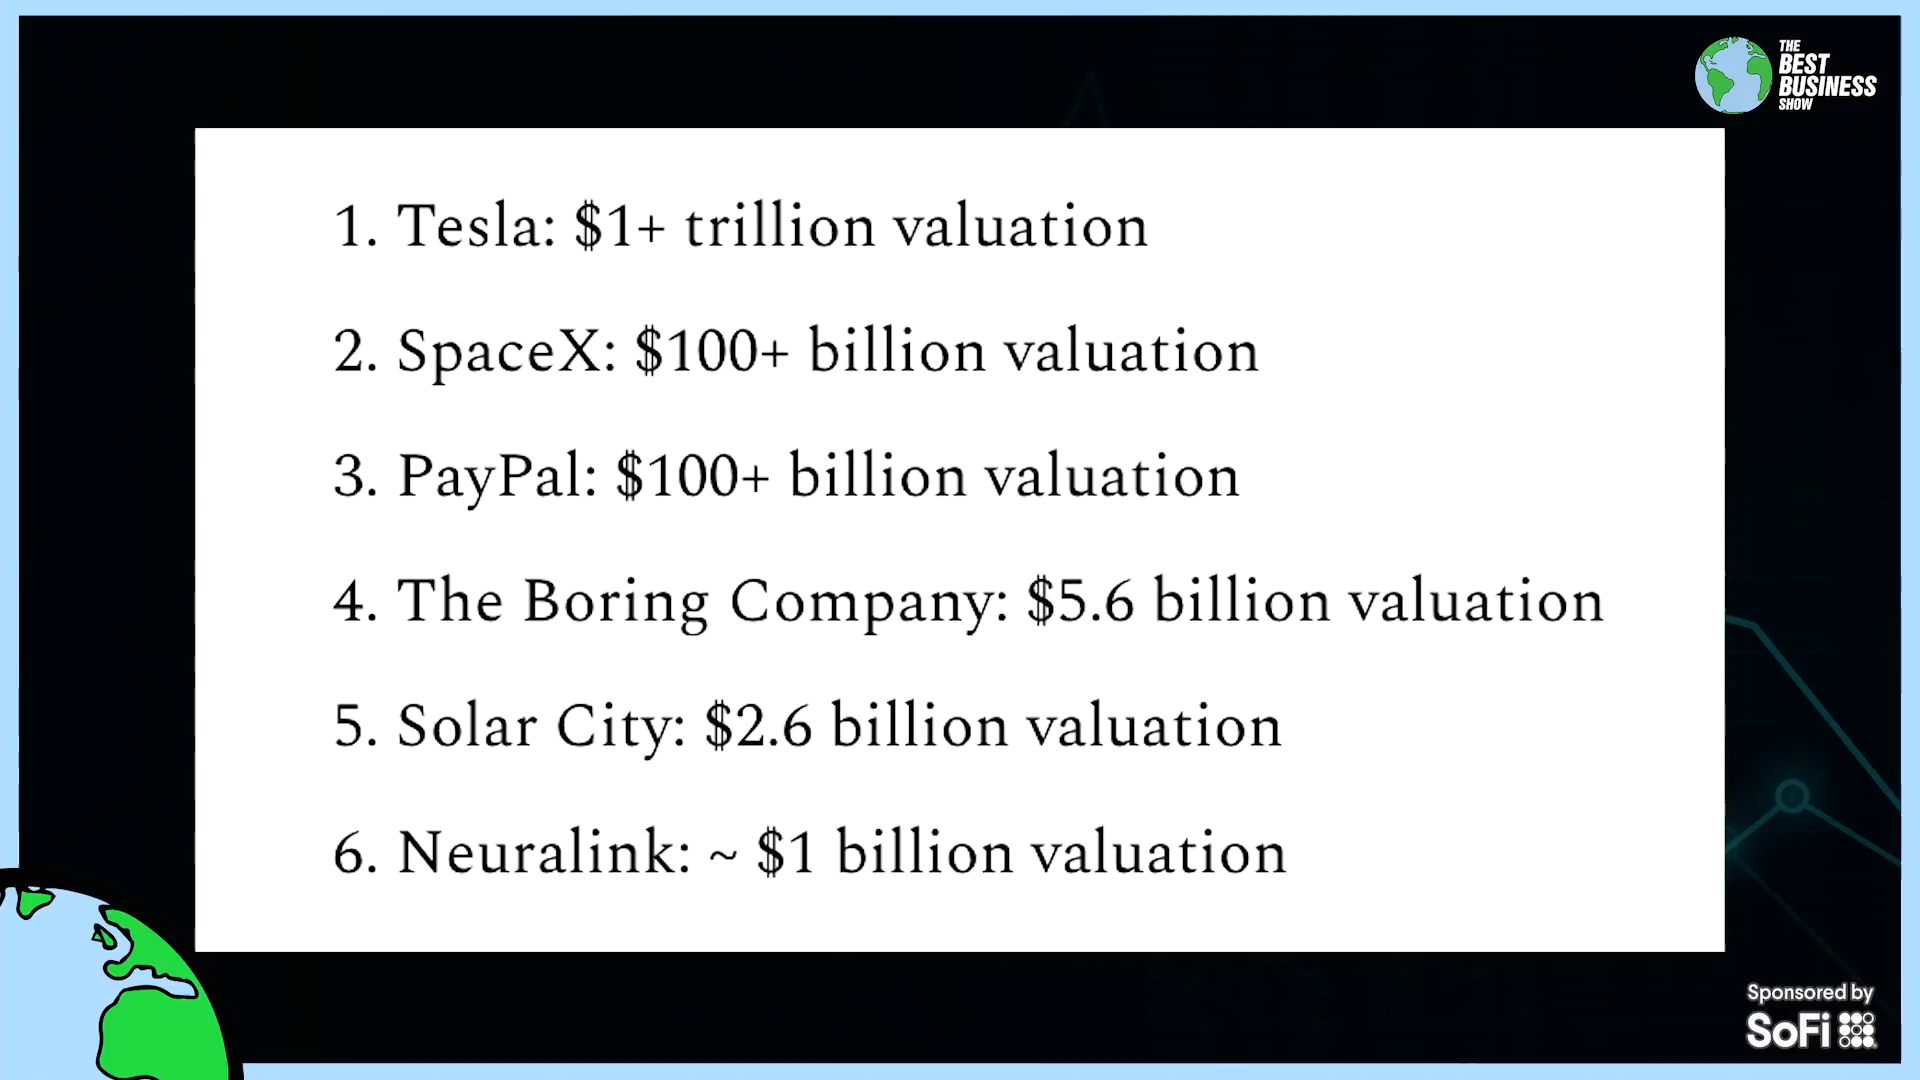 THE
BEST
BUSINESS
SHOW
1. Tesla: $1+ trillion valuation
2. SpaceX: $100+ billion valuation
3. PayPal: $100+ billion valuation
4. The Boring Company: $5.6 billion valuation
5. Solar City: $2.6 billion valuation
6. Neuralink: ~ $1 billion valuation
Sponsored by
SoFi